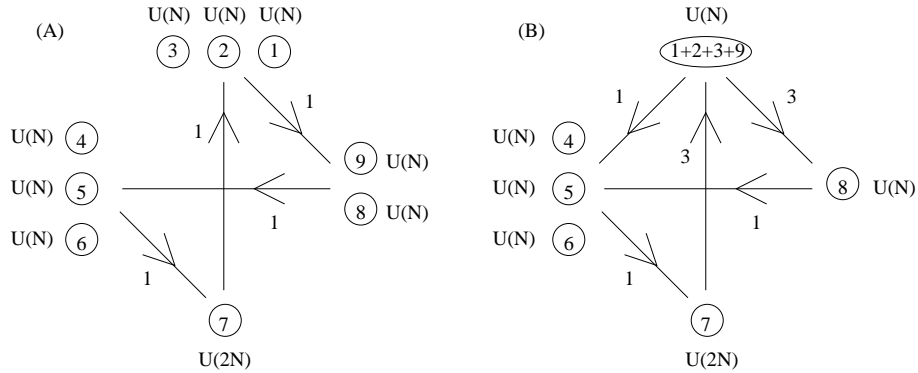 (A)
U(N) U(N) U(N)
3 2 1
1
1
U(N) 4
U(N) 5
U(N) 6
9 U(N)
8 U(N)
1
1
7
U(2N)
(B)
U(N)
1+2+3+9
1
3
3
U(N) 4
U(N) 5
U(N) 6
8 U(N)
1
1
7
U(2N)